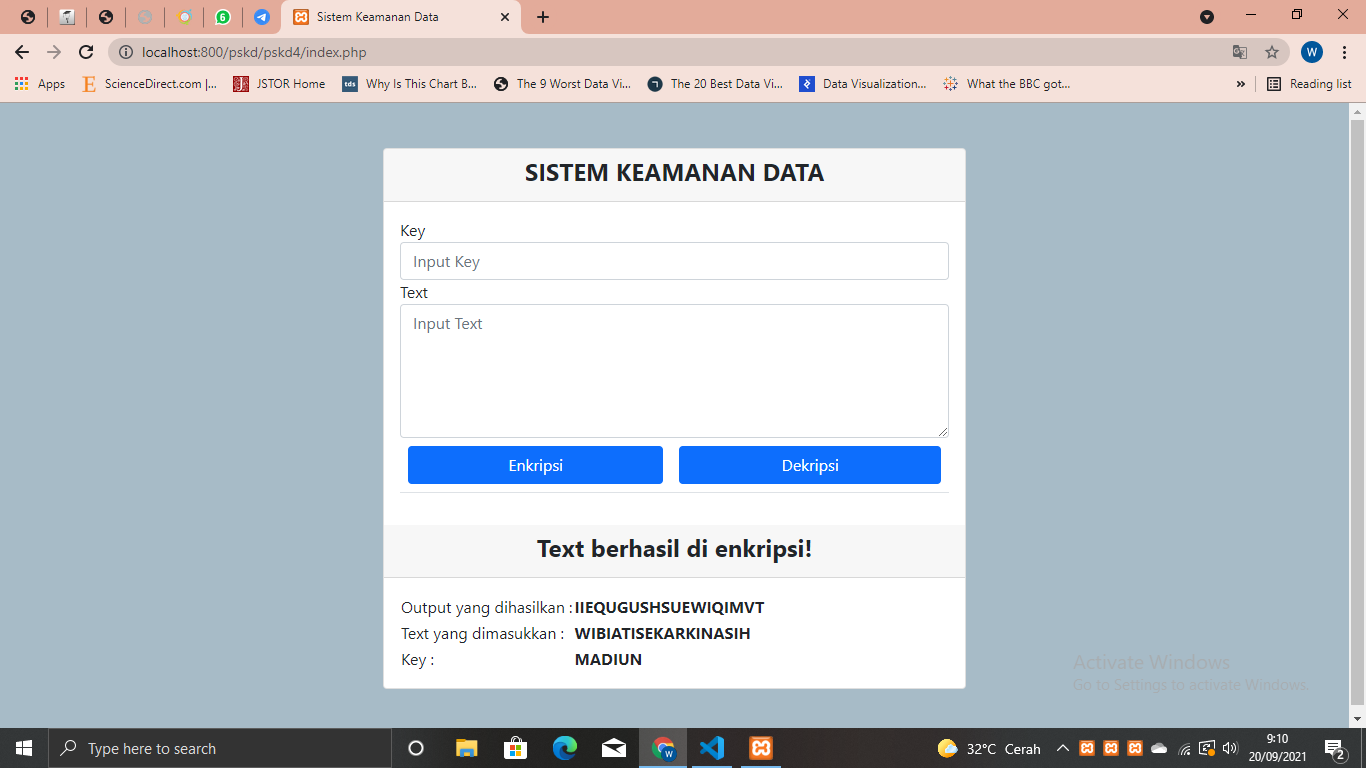 6
Sistem Keamanan Data
localhost:800/pskd/pskd4/index.php
W
Apps
E ScienceDirect.com |...
JSTOR Home
tds Why Is This Chart B...
The 9 Worst Data Vi...
The 20 Best Data Vi...
Data Visualization...
What the BBC got...
»
Reading list
SISTEM KEAMANAN DATA
Key
Input Key
Text
Input Text
Enkripsi Dekripsi
Text berhasil di enkripsi!
Output yang dihasilkan : IIEQUGUSHSUEWIQIMVT
Text yang dimasukkan : WIBIATISEKARKINASIH
Key : MADIUN
Activate Windows
Go to Settings to activate Windows.
Type here to search
W
32°C Cerah
9:10
20/09/2021
2